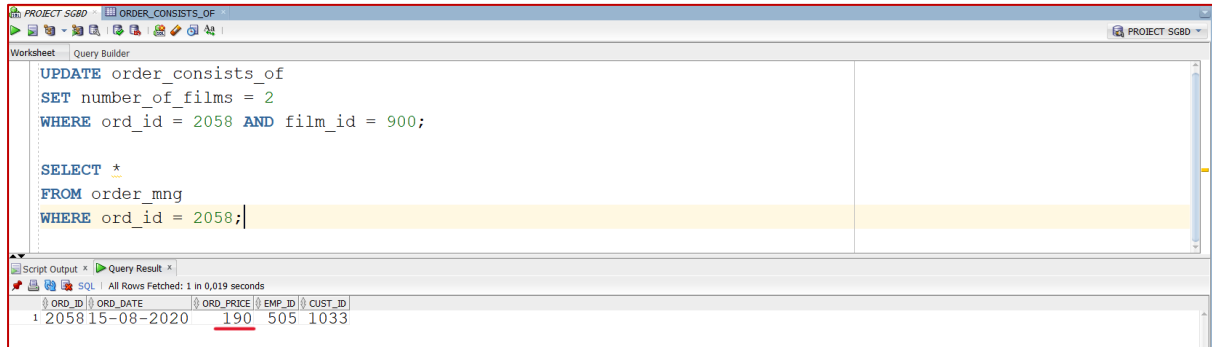 PROJECT SGBD ORDER_CONSISTS_OF
PROJECT SGBD
Worksheet Query Builder
UPDATE order_consists_of
SET number_of_films = 2
WHERE ord_id = 2058 AND film_id = 900;
SELECT *
FROM order_mng
WHERE ord_id = 2058;
Script Output x Query Result x
SQL | All Rows Fetched: 1 in 0,019 seconds
ORD_ID ORD_DATE ORD_PRICE EMP_ID CUST_ID
1 2058 15-08-2020 190 505 1033